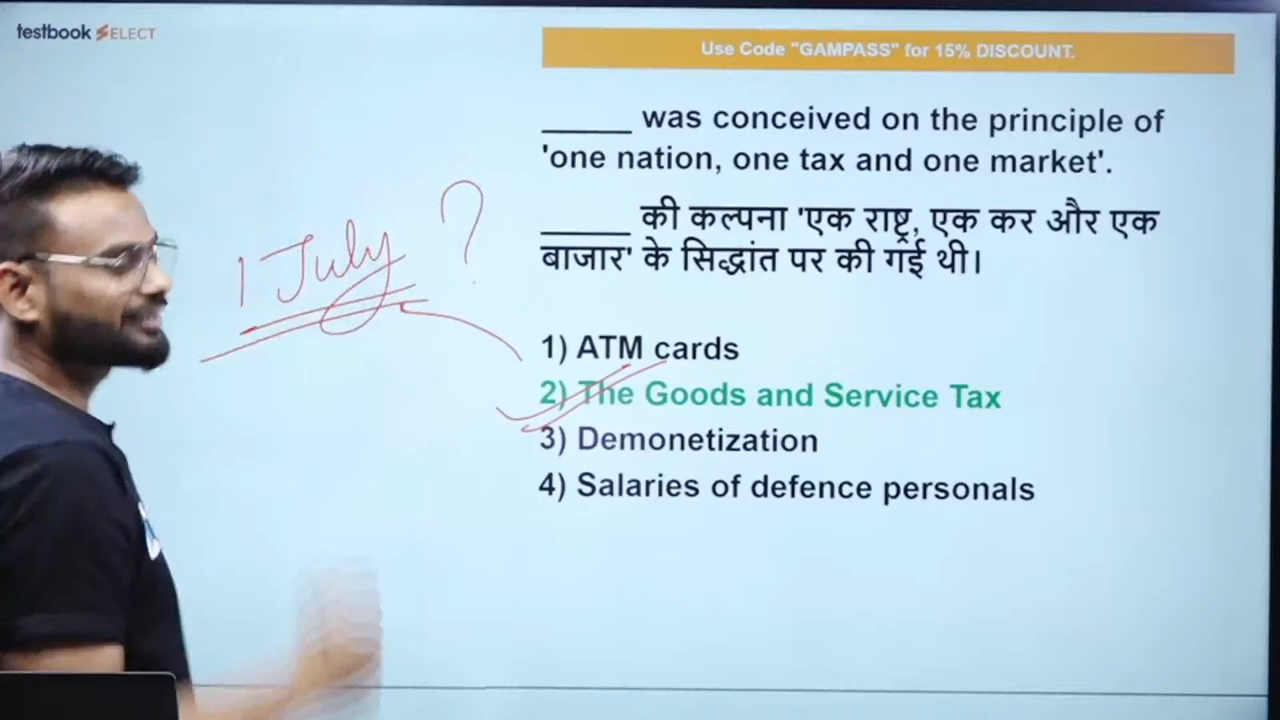 testbook SELECT
Use Code "GAMPASS" for 15% DISCOUNT.
_____ was conceived on the principle of
'one nation, one tax and one market'.
_____ की कल्पना 'एक राष्ट्र, एक कर और एक
बाजार' के सिद्धांत पर की गई थी।
1 July ?
1) ATM cards
2) The Goods and Service Tax
3) Demonetization
4) Salaries of defence personals